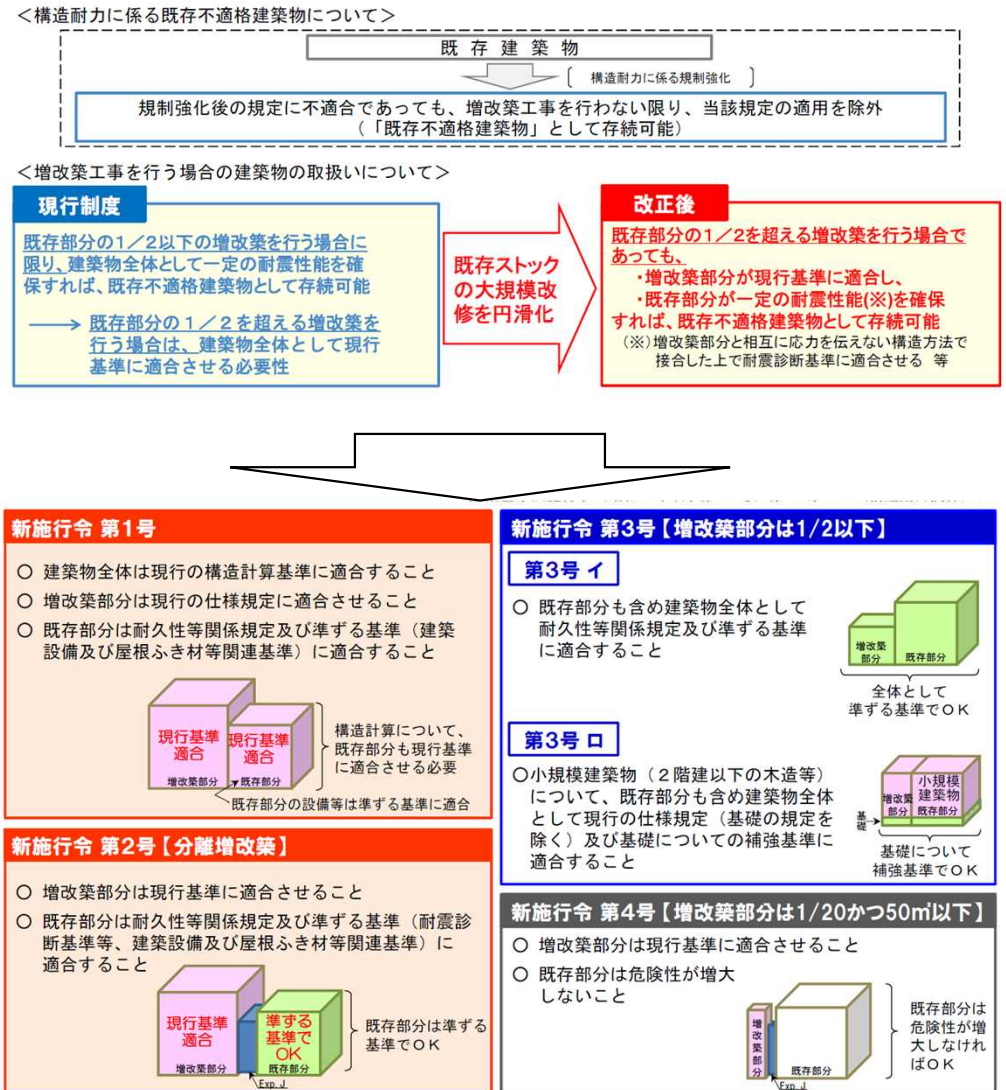 <構造耐力に係る既存不適格建築物について>
既存建築物
〔 構造耐力に係る規制強化 〕
規制強化後の規定に不適合であっても、増改築工事を行わない限り、当該規定の適用を除外
(「既存不適格建築物」として存続可能)
<増改築工事を行う場合の建築物の取扱いについて>
現行制度
既存部分の1/2以下の増改築を行う場合に
限り、建築物全体として一定の耐震性能を確
保すれば、既存不適格建築物として存続可能
→ 既存部分の1/2を超える増改築を
行う場合は、建築物全体として現行
基準に適合させる必要性
既存ストック
の大規模改
修を円滑化
改正後
既存部分の1/2を超える増改築を行う場合で
あっても、
・増改築部分が現行基準に適合し、
・既存部分が一定の耐震性能(※)を確保
すれば、既存不適格建築物として存続可能
(※)増改築部分と相互に応力を伝えない構造方法で
接合した上で耐震診断基準に適合させる 等
新施行令 第1号
○ 建築物全体は現行の構造計算基準に適合すること
○ 増改築部分は現行の仕様規定に適合させること
○ 既存部分は耐久性等関係規定及び準ずる基準(建築
設備及び屋根ふき材等関連基準)に適合すること
現行基準
適合
増改築部分
現行基準
適合
既存部分
構造計算について、
既存部分も現行基準
に適合させる必要
既存部分の設備等は準ずる基準に適合
新施行令 第2号【分離増改築】
○ 増改築部分は現行基準に適合させること
○ 既存部分は耐久性等関係規定及び準ずる基準(耐震診
断基準等、建築設備及び屋根ふき材等関連基準)に
適合すること
現行基準
適合
増改築部分
準ずる
基準で
OK
既存部分
Exp.J
既存部分は準ずる
基準でOK
新施行令 第3号【増改築部分は1/2以下】
第3号 イ
○ 既存部分も含め建築物全体として
耐久性等関係規定及び準ずる基準
に適合すること
増改築
部分
既存部分
全体として
準ずる基準でOK
第3号 ロ
○小規模建築物(2階建以下の木造等)
について、既存部分も含め建築物全体
として現行の仕様規定(基礎の規定を
除く)及び基礎についての補強基準に
適合すること
増改築
部分
小規模
建築物
既存部分
基礎
基礎について
補強基準でOK
新施行令 第4号【増改築部分は1/20かつ50㎡以下】
○ 増改築部分は現行基準に適合させること
○ 既存部分は危険性が増大
しないこと
増改築部分
既存部分
Exp.J
既存部分は
危険性が増
大しなけれ
ばOK